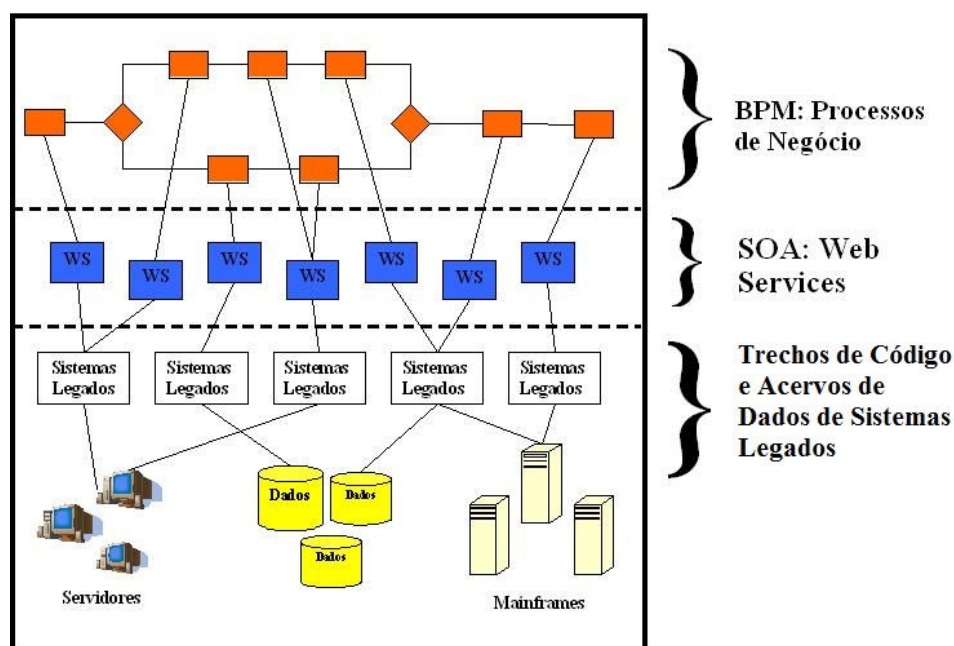 BPM: Processos
de Negócio
WS
WS
WS
WS
WS
WS
WS
SOA: Web
Services
Sistemas
Legados
Sistemas
Legados
Sistemas
Legados
Sistemas
Legados
Sistemas
Legados
Trechos de Código
e Acervos de
Dados de Sistemas
Legados
Dados
Dados
Dados
Servidores
Mainframes